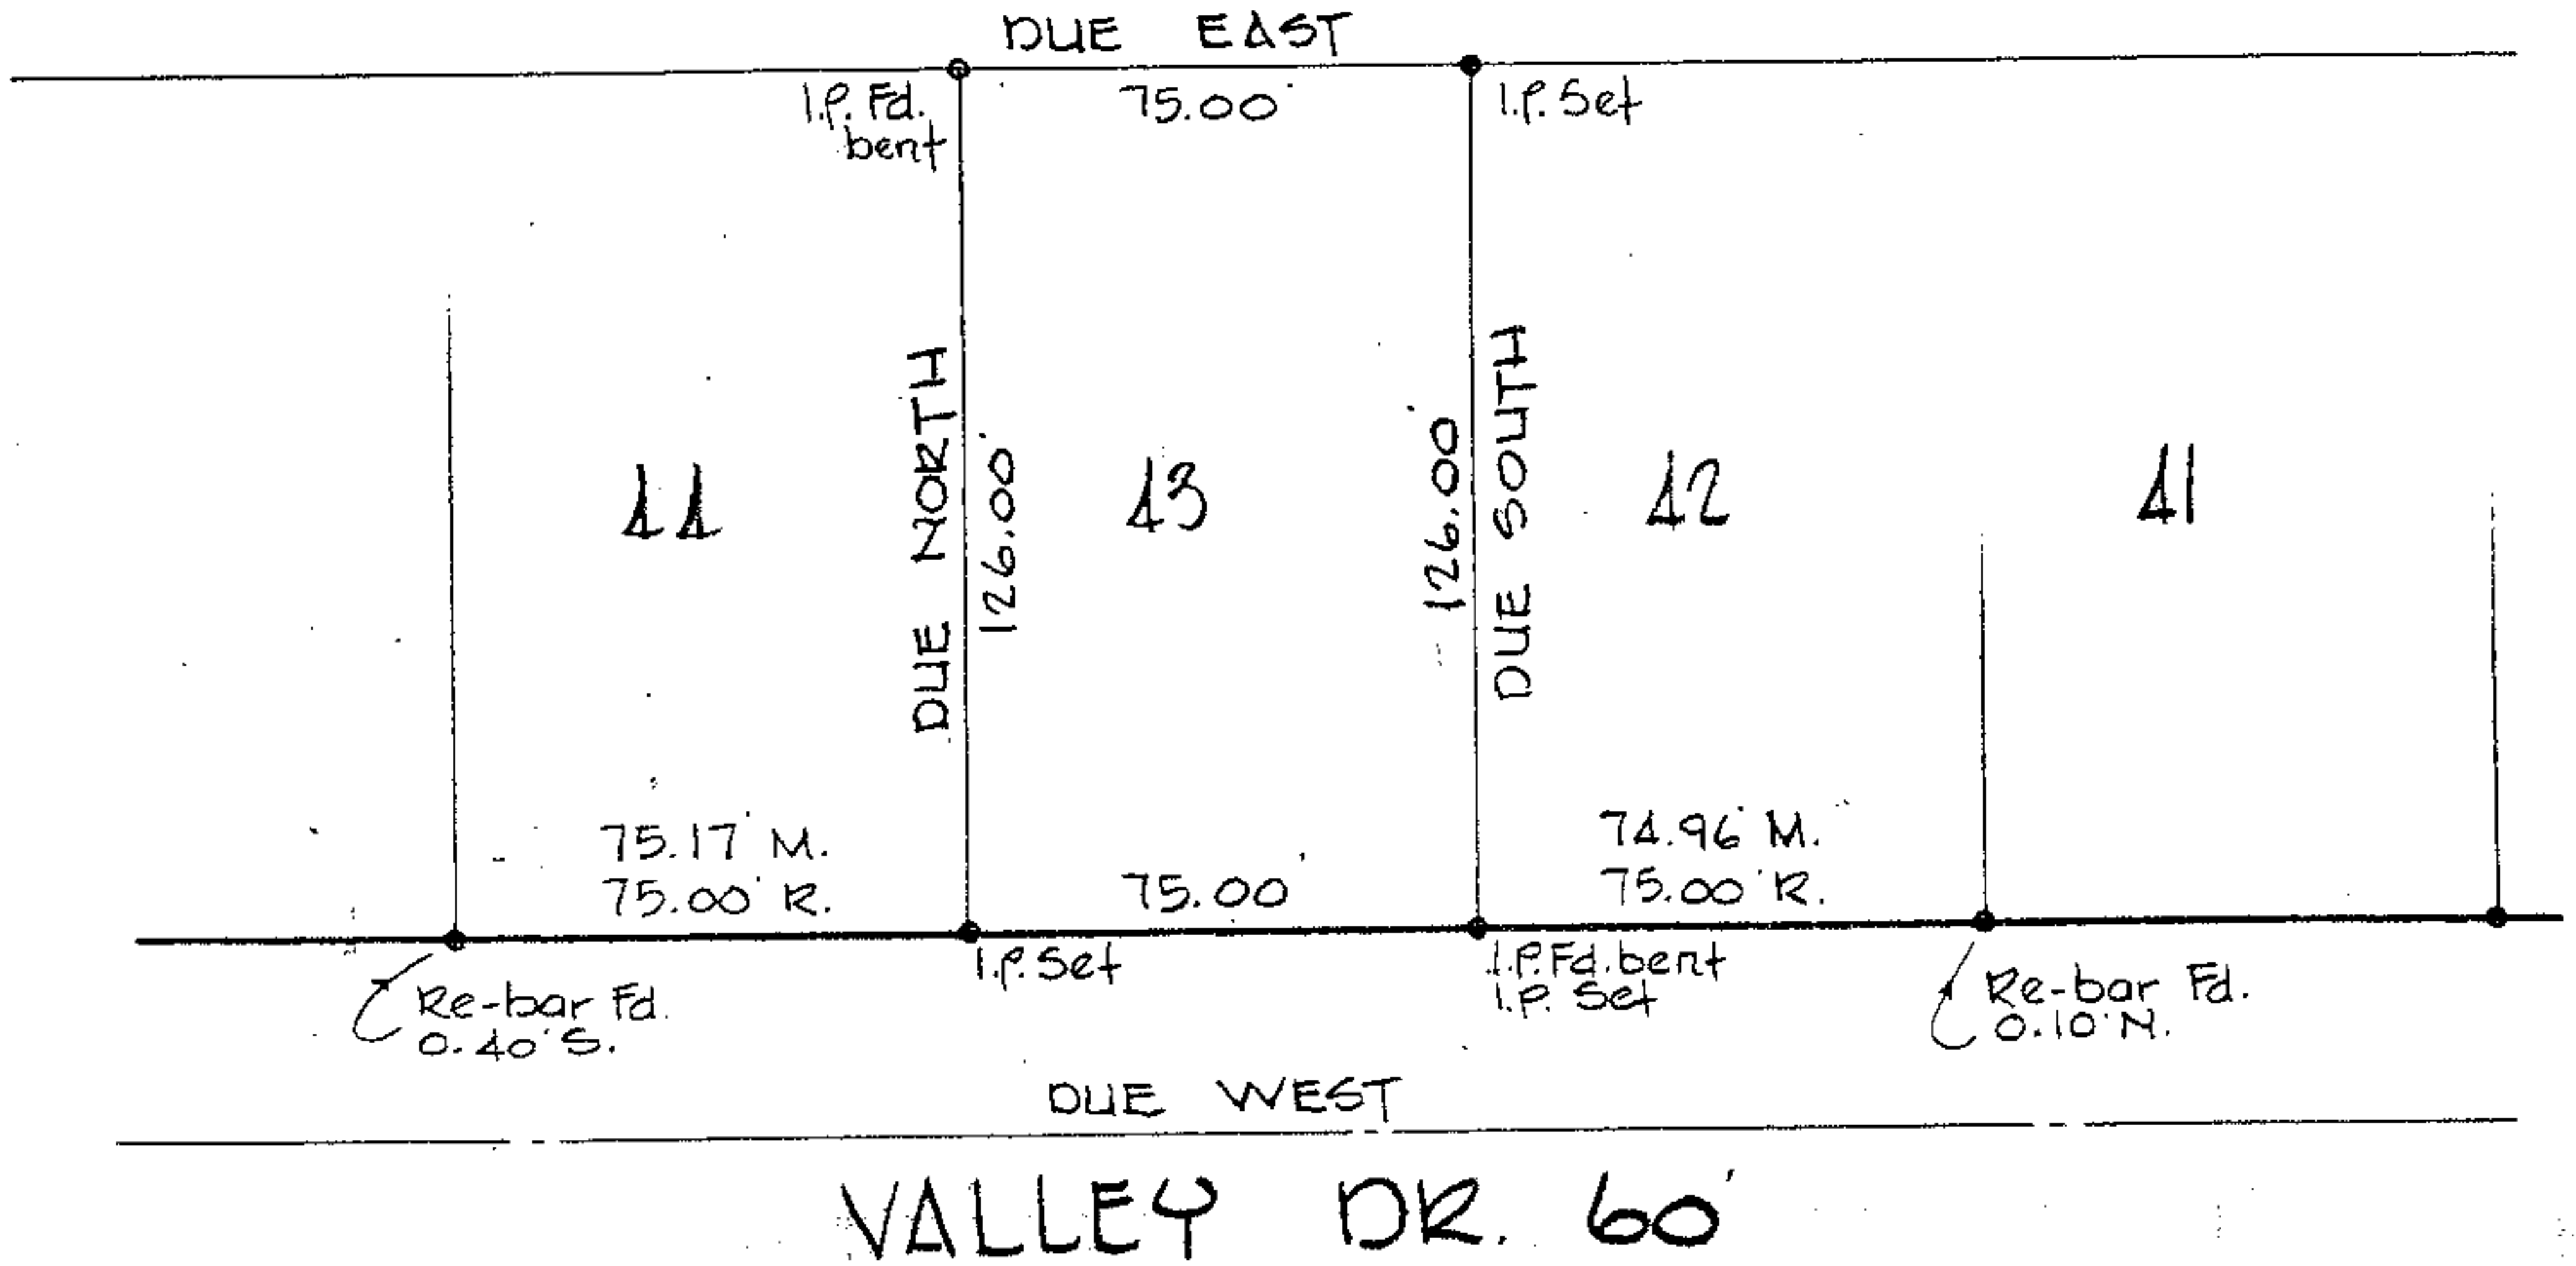 DUE EAST
I.P. Fd.
bent
75.00'
I.P. Set
DUE NORTH
126.00'
126.00'
DUE SOUTH
44
43
42
41
75.17' M.
75.00' R.
75.00'
74.96' M.
75.00' R.
I.P. Set
I.P. Fd. bent
I.P. Set
Re-bar Fd.
0.40' S.
Re-bar Fd.
0.10' N.
DUE WEST
VALLEY DR. 60'